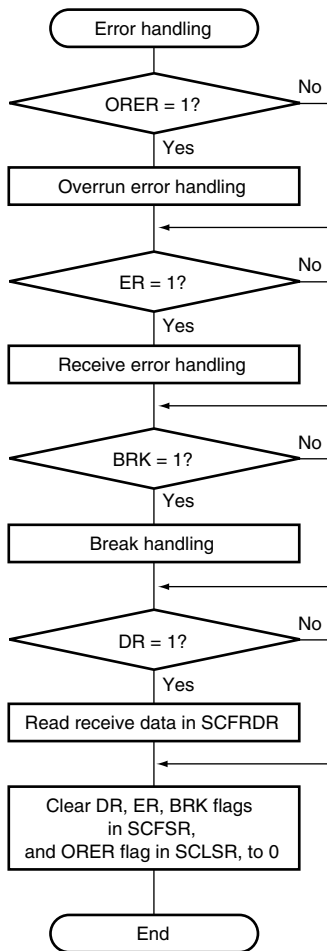 Error handling
ORER = 1?
No
Yes
Overrun error handling
ER = 1?
No
Yes
Receive error handling
BRK = 1?
No
Yes
Break handling
DR = 1?
No
Yes
Read receive data in SCFRDR
Clear DR, ER, BRK flags
in SCFSR,
and ORER flag in SCLSR, to 0
End